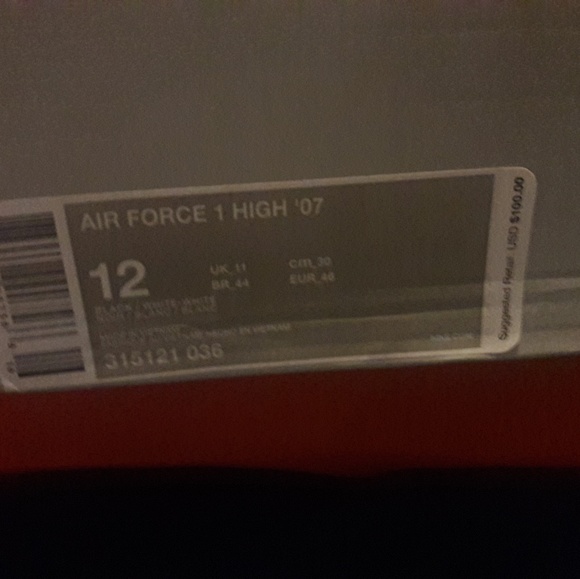 AIR FORCE 1 HIGH '07
12
UK 11
CM 30
BR 44
EUR 46
BLACK/WHITE-WHITE
315121 036
Suggested Retail USD $100.00